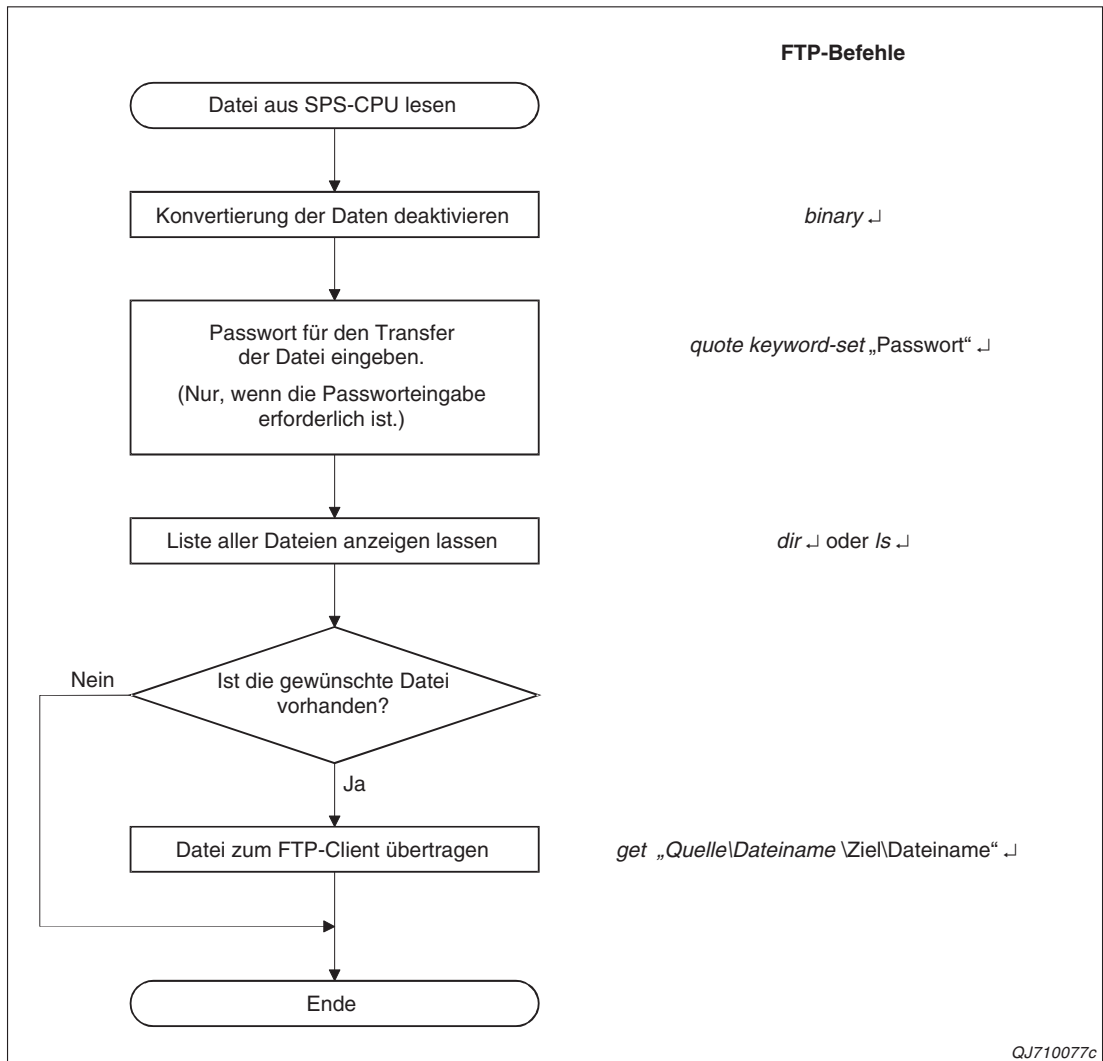 FTP-Befehle
Datei aus SPS-CPU lesen
Konvertierung der Daten deaktivieren
binary ↵
Passwort für den Transfer
der Datei eingeben.
(Nur, wenn die Passworteingabe
erforderlich ist.)
quote keyword-set „Passwort“ ↵
Liste aller Dateien anzeigen lassen
dir ↵ oder ls ↵
Nein
Ist die gewünschte Datei
vorhanden?
Ja
Datei zum FTP-Client übertragen
get „Quelle\Dateiname \Ziel\Dateiname“ ↵
Ende
QJ710077c